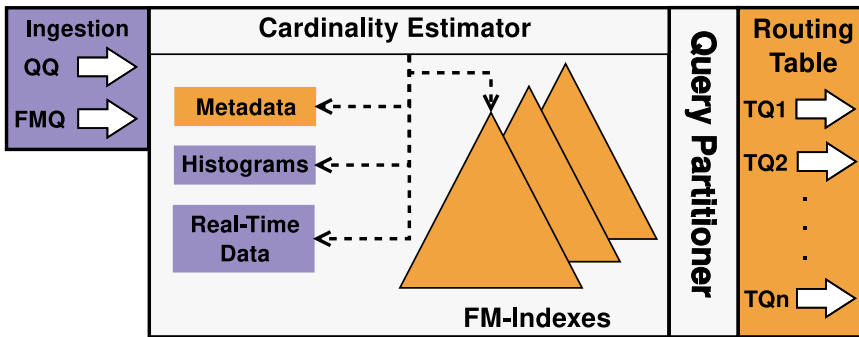 Ingestion
QQ
FMQ
Cardinality Estimator
Metadata
Histograms
Real-Time
Data
FM-Indexes
Query Partitioner
Routing
Table
TQ1
TQ2
.
.
.
TQn